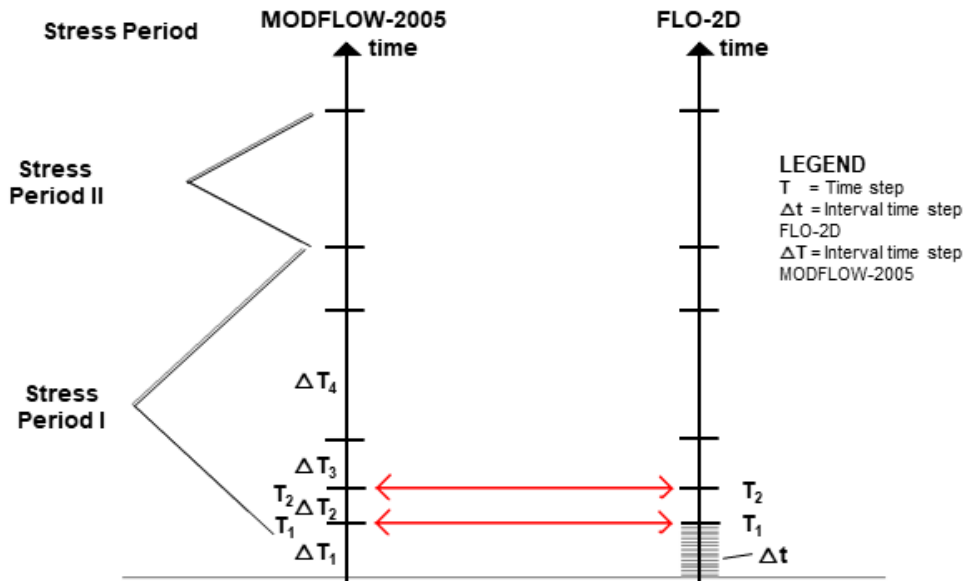 Stress Period
MODFLOW-2005
FLO-2D
time
time
Stress
Period II
LEGEND
T = Time step
Δt = Interval time step
FLO-2D
ΔT = Interval time step
MODFLOW-2005
Stress
Period I
ΔT₄
ΔT₃
T₂
ΔT₂
T₂
T₁
T₁
ΔT₁
Δt